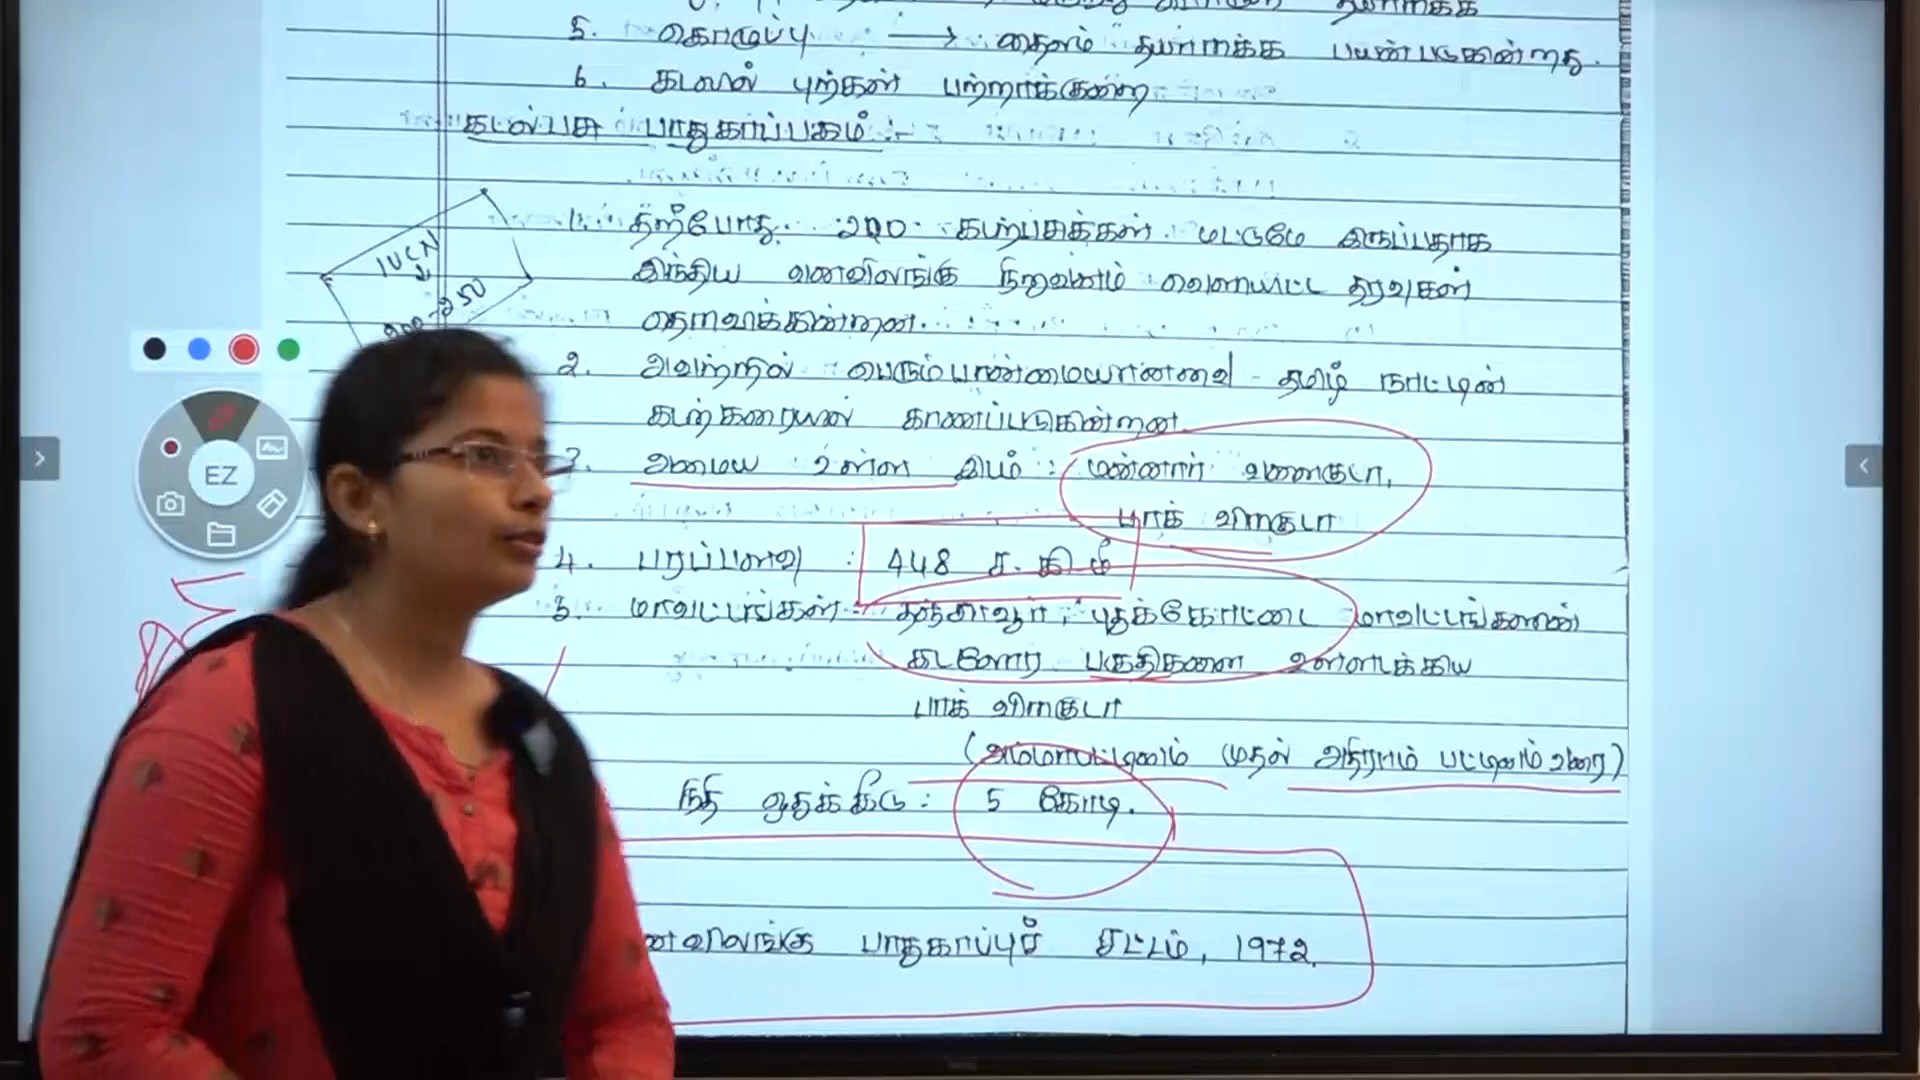 5. கொழுப்பு → தைலம் தயாரிக்க பயன்படுகின்றது.
6. கடலில் புற்கள் பற்றாக்குறை
கடல்பசு பாதுகாப்பகம் :-
1. தற்போது 200 கடற்பசுக்கள் மட்டுமே இருப்பதாக
இந்திய வனவிலங்கு நிறுவனம் வெளியிட்ட தரவுகள்
தெரிவிக்கின்றன.
IUCN
200-250
2. அவற்றில் பெரும்பான்மையானவை தமிழ் நாட்டின்
கடற்கரையில் காணப்படுகின்றன.
3. அமைய உள்ள இடம் : மன்னார் வளைகுடா,
பாக் விரிகுடா
4. பரப்பளவு : 448 ச.கி.மீ
5. மாவட்டங்கள் : தஞ்சாவூர், புதுக்கோட்டை மாவட்டங்களின்
கடலோர பகுதிகளை உள்ளடக்கிய
பாக் விரிகுடா
(அம்மாபட்டினம் முதல் அதிராம் பட்டினம் வரை)
நிதி ஒதுக்கீடு : 5 கோடி.
வனவிலங்கு பாதுகாப்புச் சட்டம், 1972.
EZ